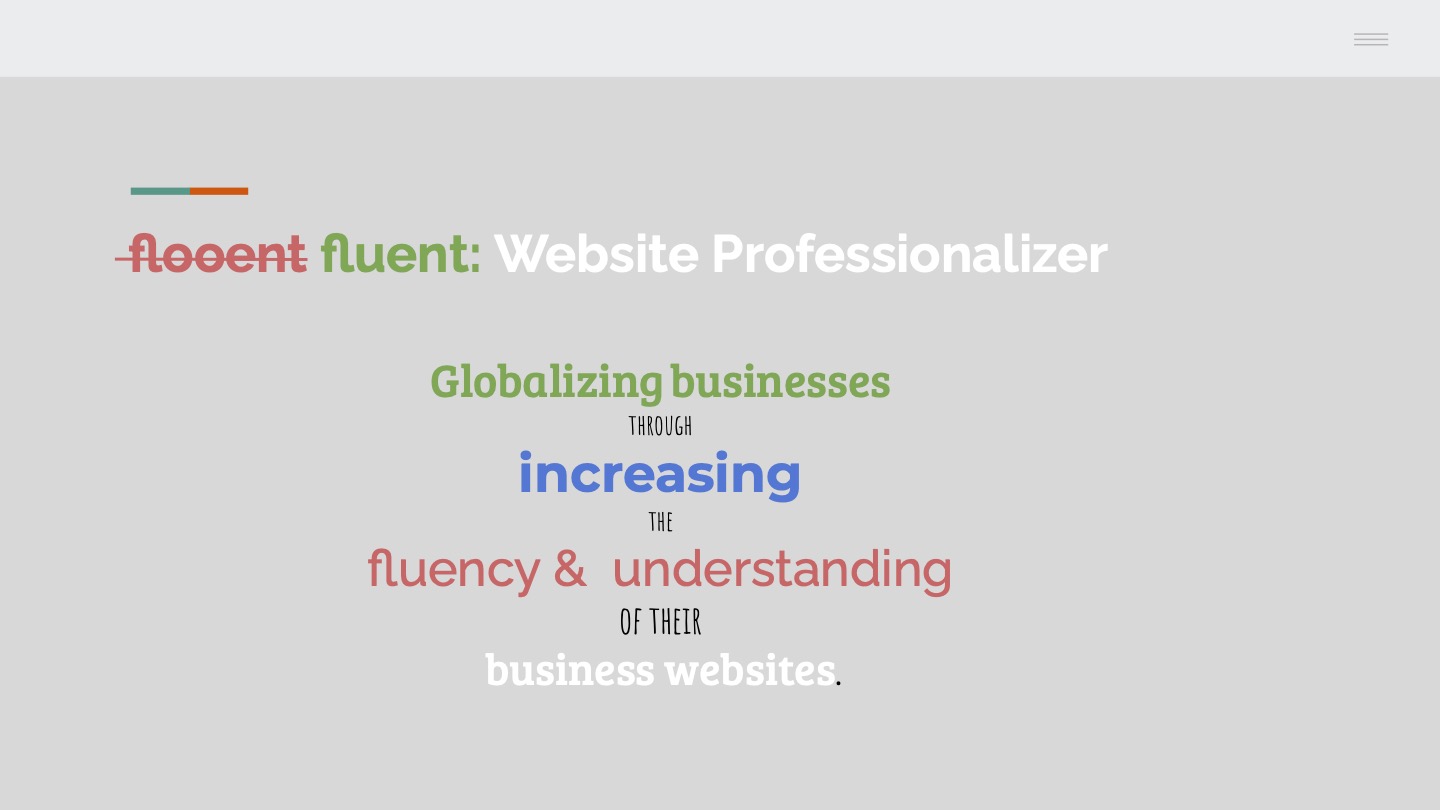 flooent fluent: Website Professionalizer
Globalizing businesses
THROUGH
increasing
THE
fluency & understanding
OF THEIR
business websites.